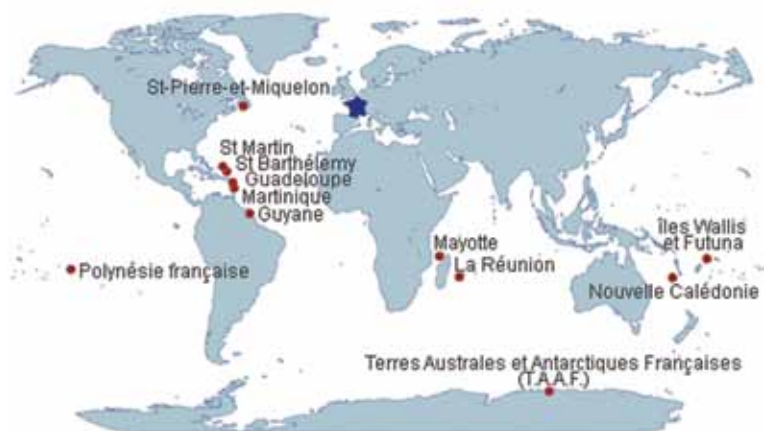 St-Pierre-et-Miquelon
St Martin
St Barthélemy
Guadeloupe
Martinique
Guyane
Mayotte
La Réunion
îles Wallis
et Futuna
Polynésie française
Nouvelle Calédonie
Terres Australes et Antarctiques Françaises
(T.A.A.F.)